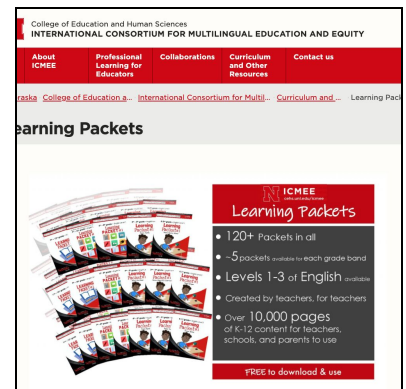 College of Education and Human Sciences
INTERNATIONAL CONSORTIUM FOR MULTILINGUAL EDUCATION AND EQUITY
About ICMEE
Professional Learning for Educators
Collaborations
Curriculum and Other Resources
Contact us
raska College of Education a... International Consortium for Multil... Curriculum and ... Learning Pack
earning Packets
N ICMEE
cehs.unl.edu/icmee
Learning Packets
120+ Packets in all
~5 packets available for each grade band
Levels 1-3 of English available
Created by teachers, for teachers
Over 10,000 pages
of K-12 content for teachers,
schools, and parents to use
FREE to download & use